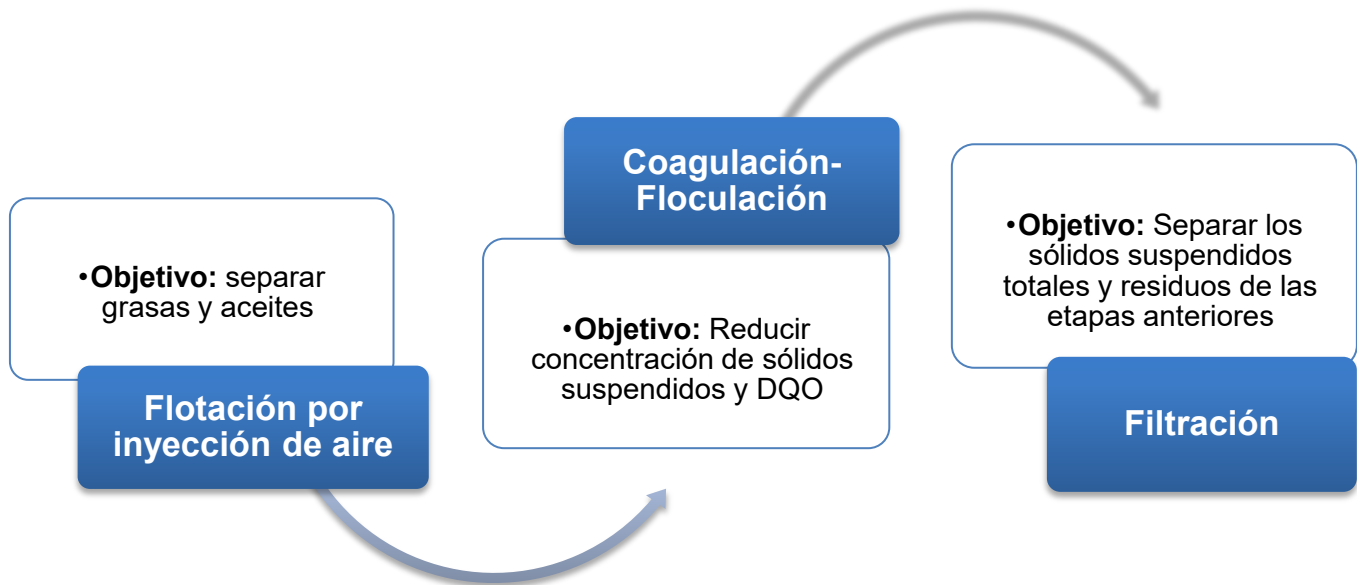 •Objetivo: separar
grasas y aceites
Flotación por
inyección de aire
Coagulación-
Floculación
•Objetivo: Reducir
concentración de sólidos
suspendidos y DQO
•Objetivo: Separar los
sólidos suspendidos
totales y residuos de las
etapas anteriores
Filtración